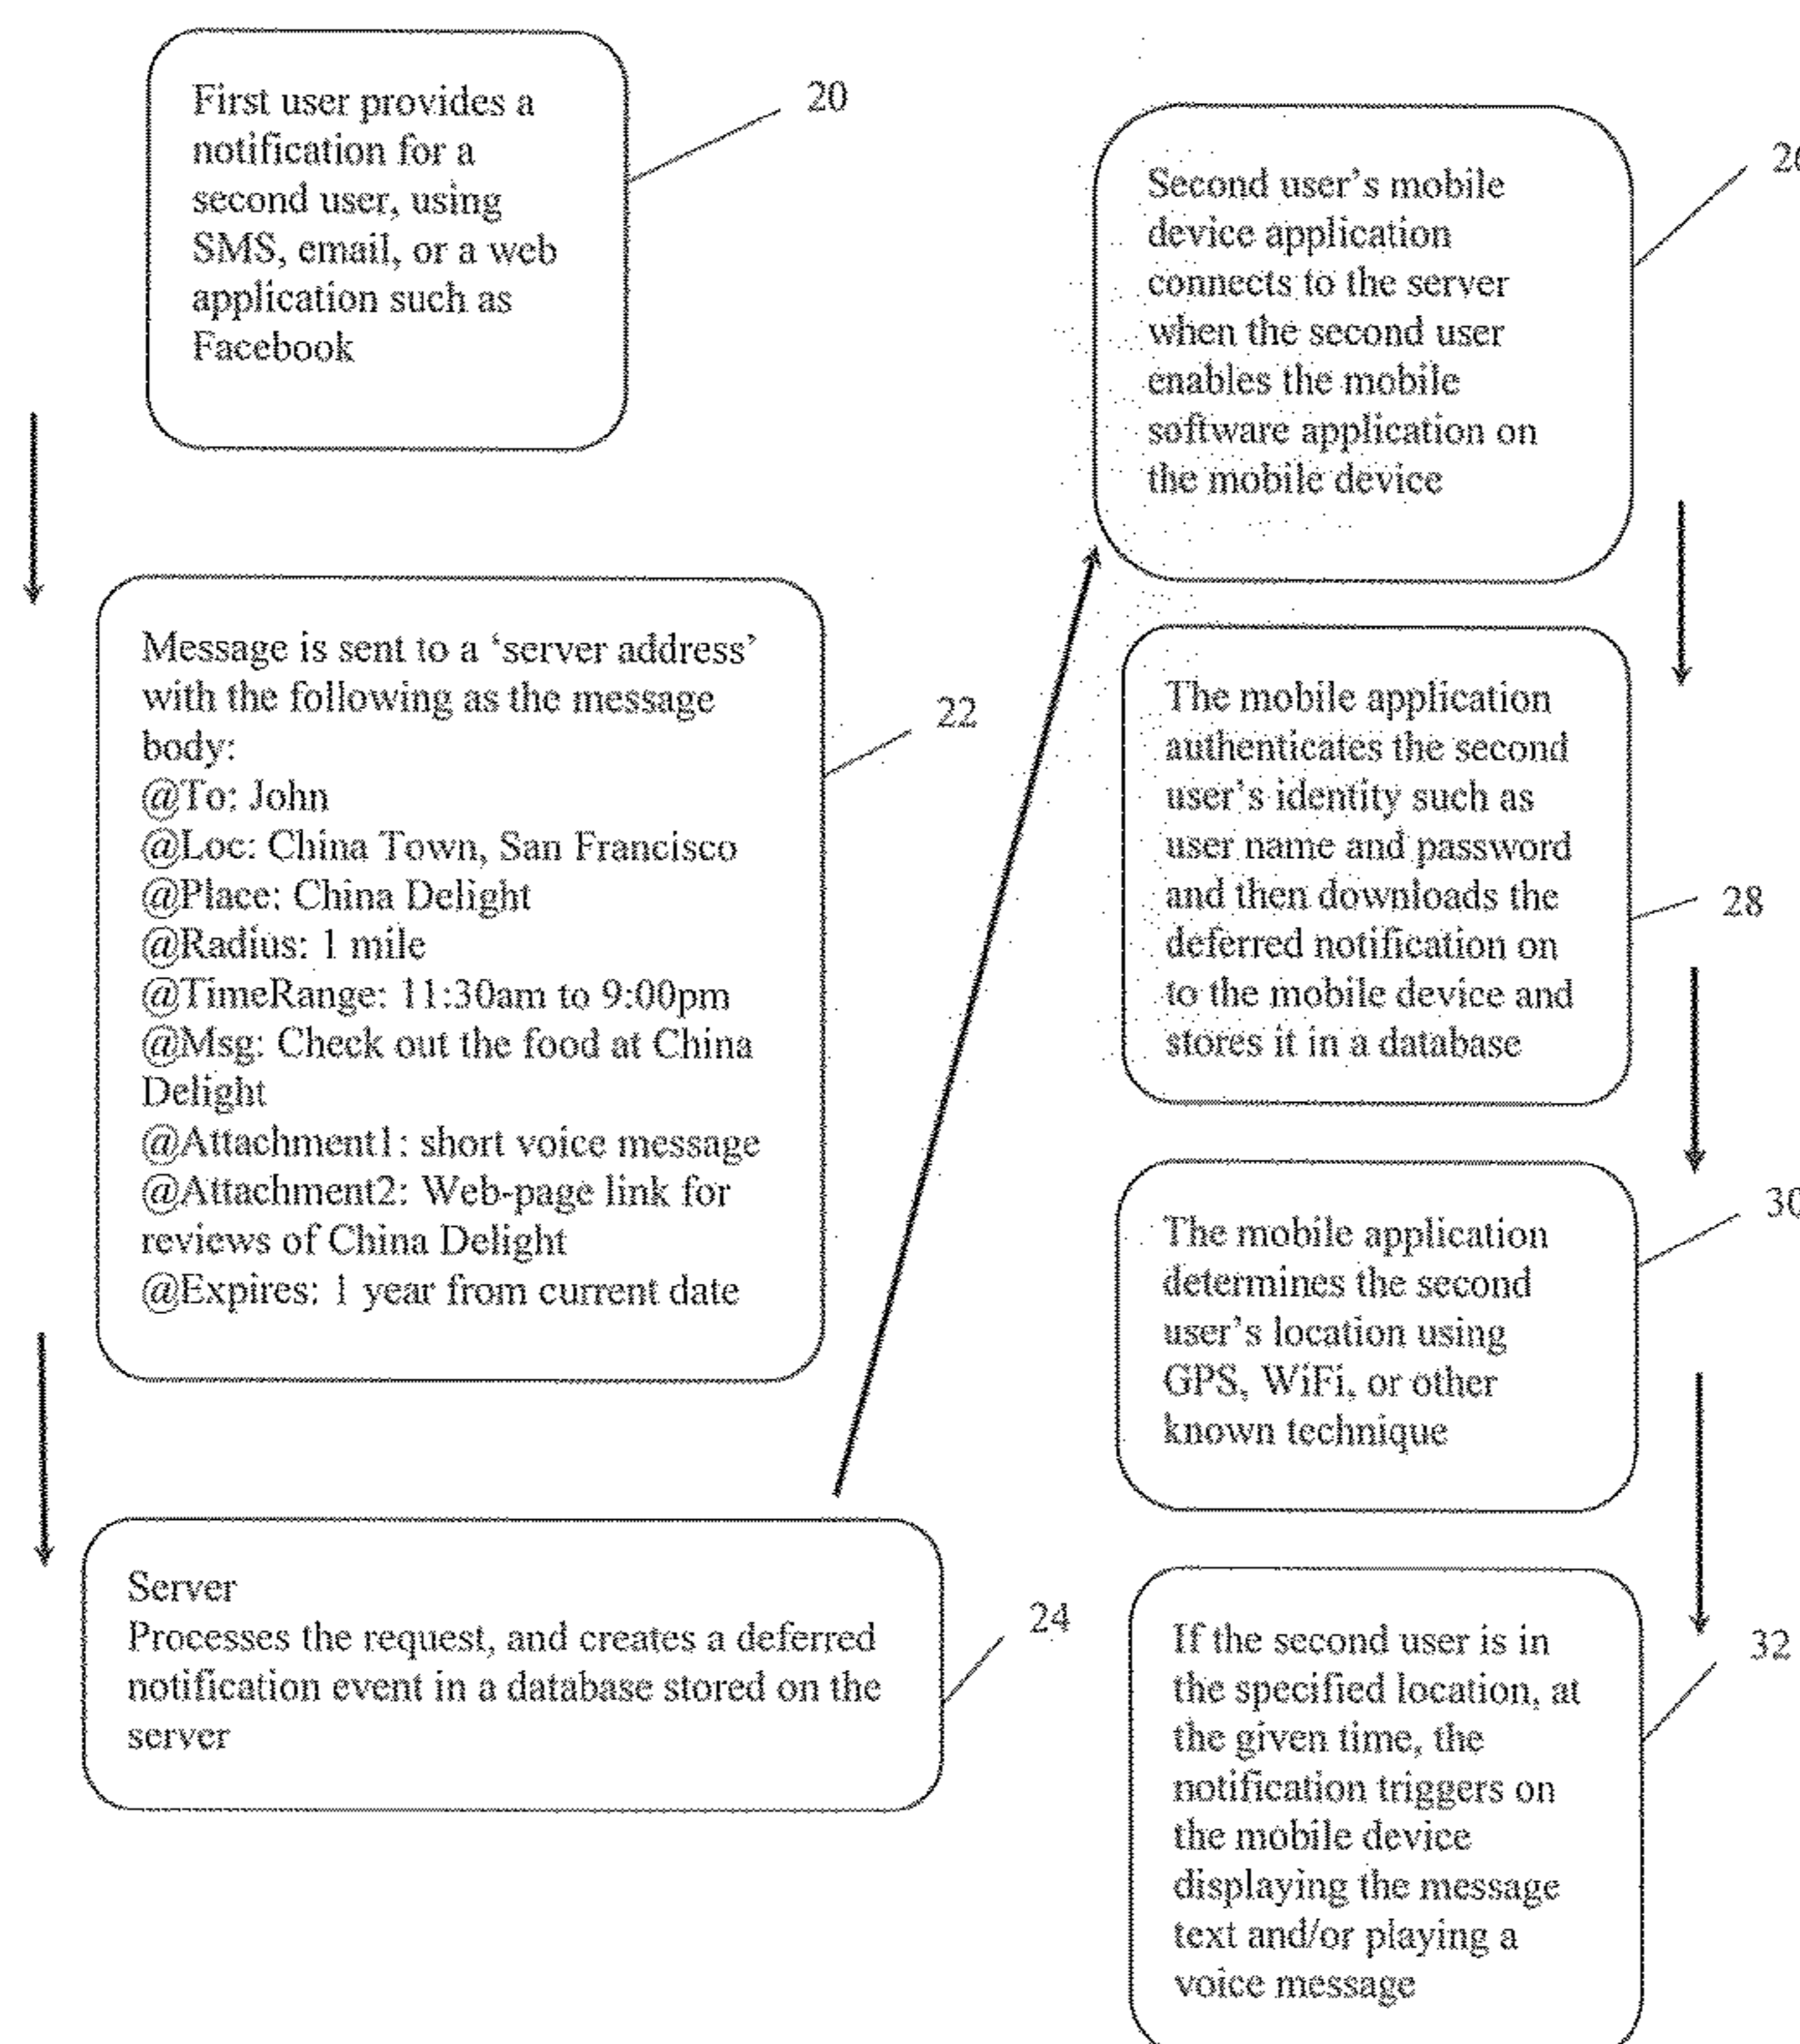 First user provides a
notification for a
second user, using
SMS, email, or a web
application such as
Facebook
20
Message is sent to a ‘server address’
with the following as the message
body:
@To: John
@Loc: China Town, San Francisco
@Place: China Delight
@Radius: 1 mile
@TimeRange: 11:30am to 9:00pm
@Msg: Check out the food at China
Delight
@Attachment1: short voice message
@Attachment2: Web-page link for
reviews of China Delight
@Expires: 1 year from current date
22
Server
Processes the request, and creates a deferred
notification event in a database stored on the
server
24
Second user’s mobile
device application
connects to the server
when the second user
enables the mobile
software application on
the mobile device
26
The mobile application
authenticates the second
user’s identity such as
user name and password
and then downloads the
deferred notification on
to the mobile device and
stores it in a database
28
The mobile application
determines the second
user’s location using
GPS, WiFi, or other
known technique
30
If the second user is in
the specified location, at
the given time, the
notification triggers on
the mobile device
displaying the message
text and/or playing a
voice message
32